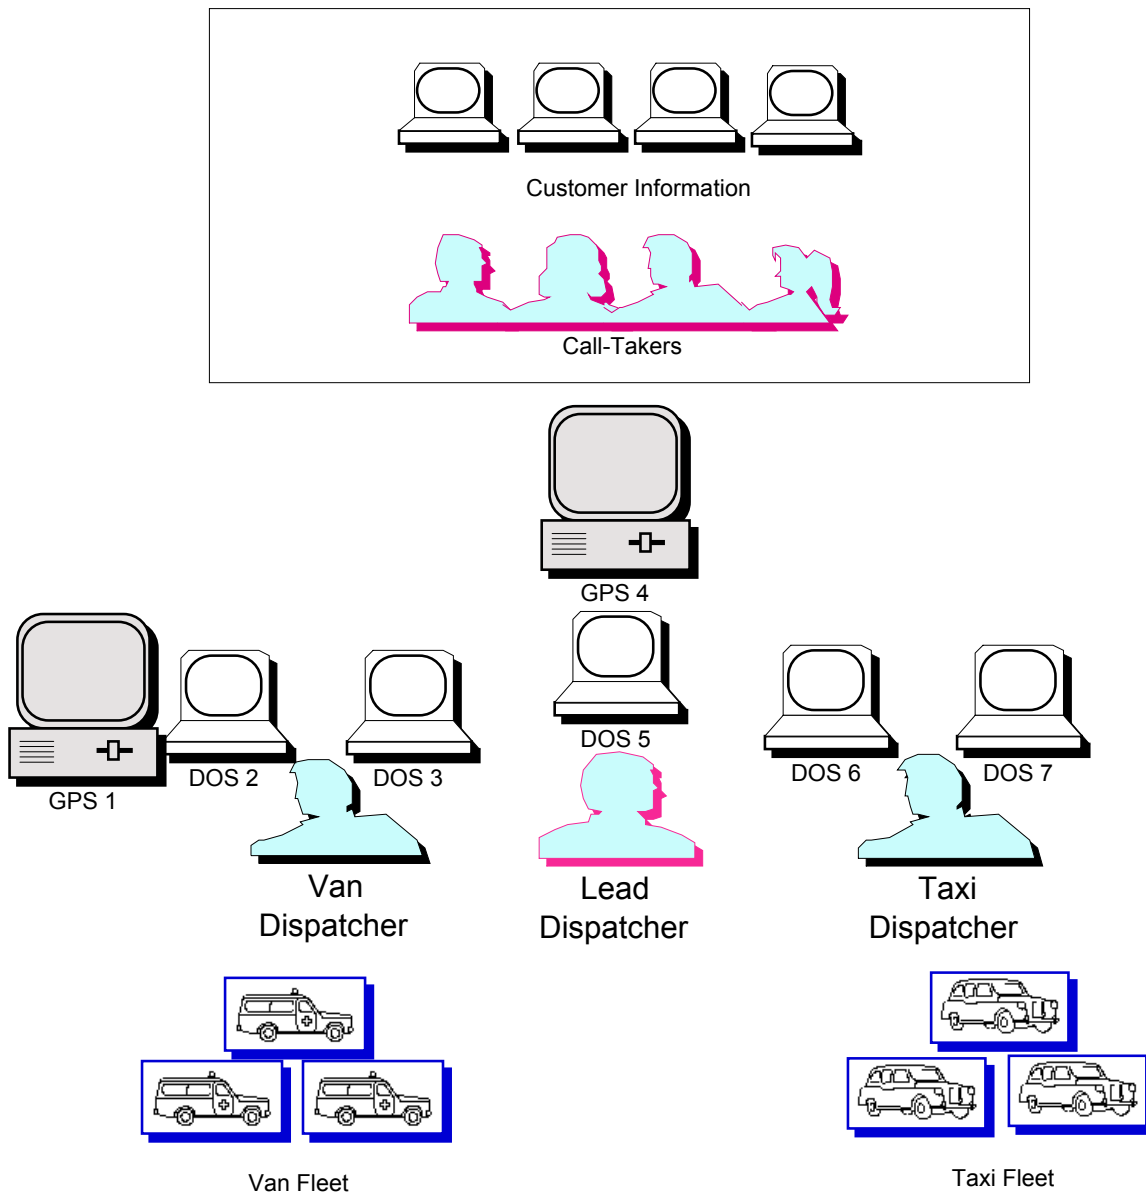 Customer Information
Call-Takers
GPS 4
DOS 5
GPS 1
DOS 2
DOS 3
DOS 6
DOS 7
Van
Dispatcher
Lead
Dispatcher
Taxi
Dispatcher
Van Fleet
Taxi Fleet